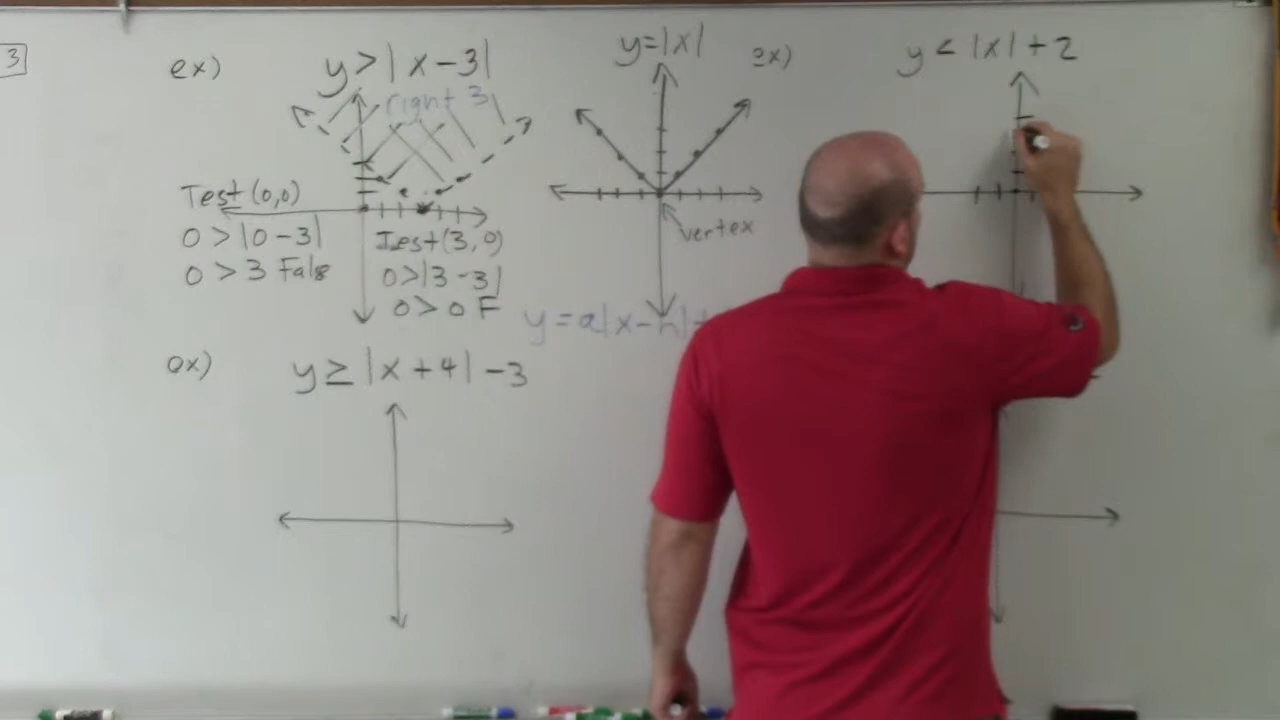 3
ex) y > |x - 3|
right 3
Test (0,0)
0 > |0 - 3|
0 > 3 False
Test (3, 0)
0 > |3 - 3|
0 > 0 F
y = |x|
vertex
y = a|x - h| +
ex) y < |x| + 2
ex) y ≥ |x + 4| - 3